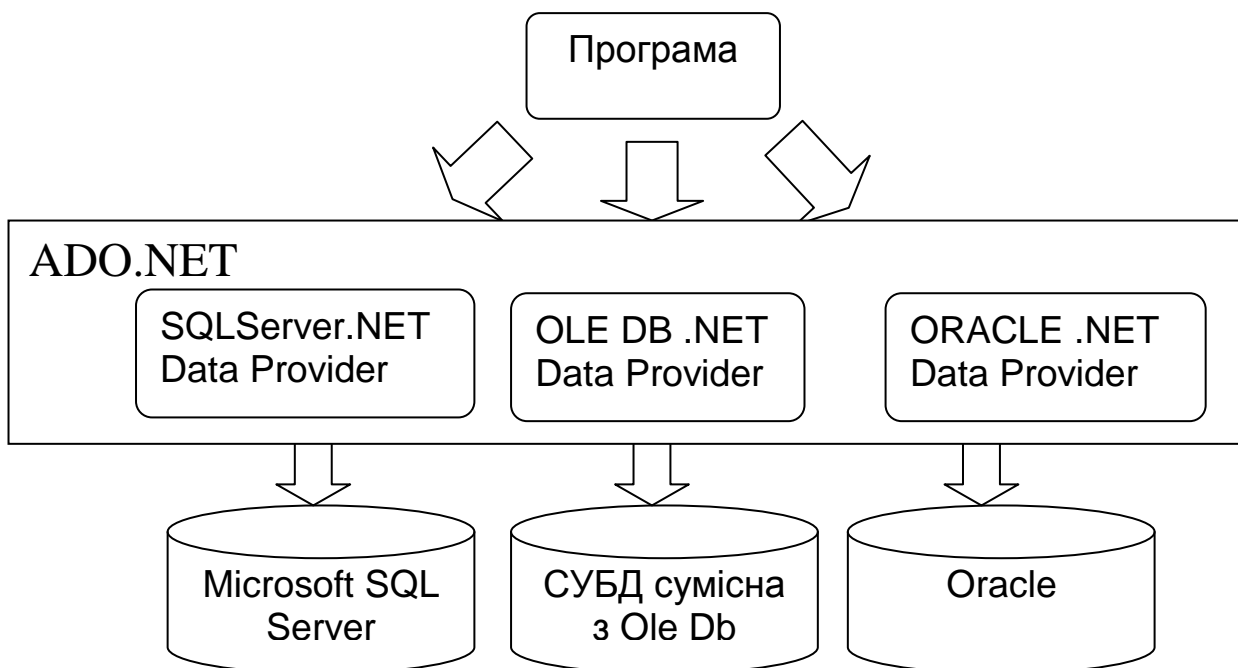 Програма
ADO.NET
SQLServer.NET
Data Provider
OLE DB .NET
Data Provider
ORACLE .NET
Data Provider
Microsoft SQL
Server
СУБД сумісна
з Ole Db
Oracle